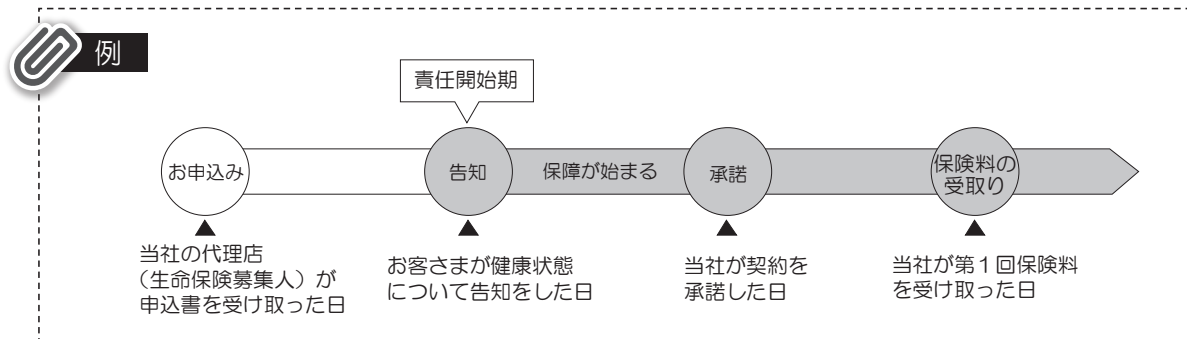 例
責任開始期
お申込み
告知
保障が始まる
承諾
保険料の
受取り
当社の代理店
（生命保険募集人）が
申込書を受け取った日
お客さまが健康状態
について告知をした日
当社が契約を
承諾した日
当社が第１回保険料
を受け取った日